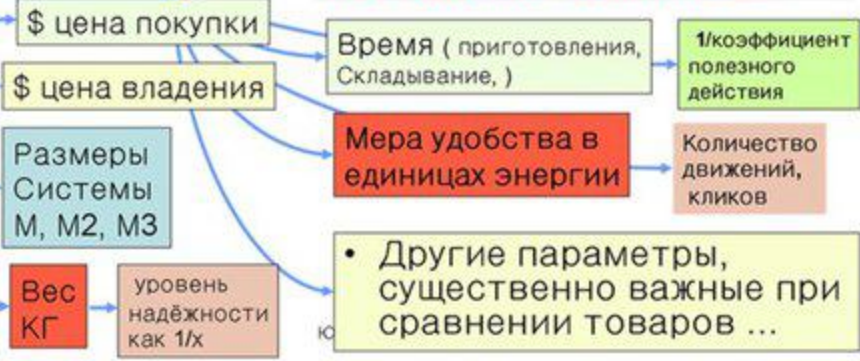 $ цена покупки
$ цена владения
Размеры
Системы
М, М2, М3
Вес
КГ
уровень
надёжности
как 1/х
Время ( приготовления,
Складывание, )
1/коэффициент
полезного
действия
Мера удобства в
единицах энергии
Количество
движений,
кликов
• Другие параметры,
существенно важные при
сравнении товаров ...
ю